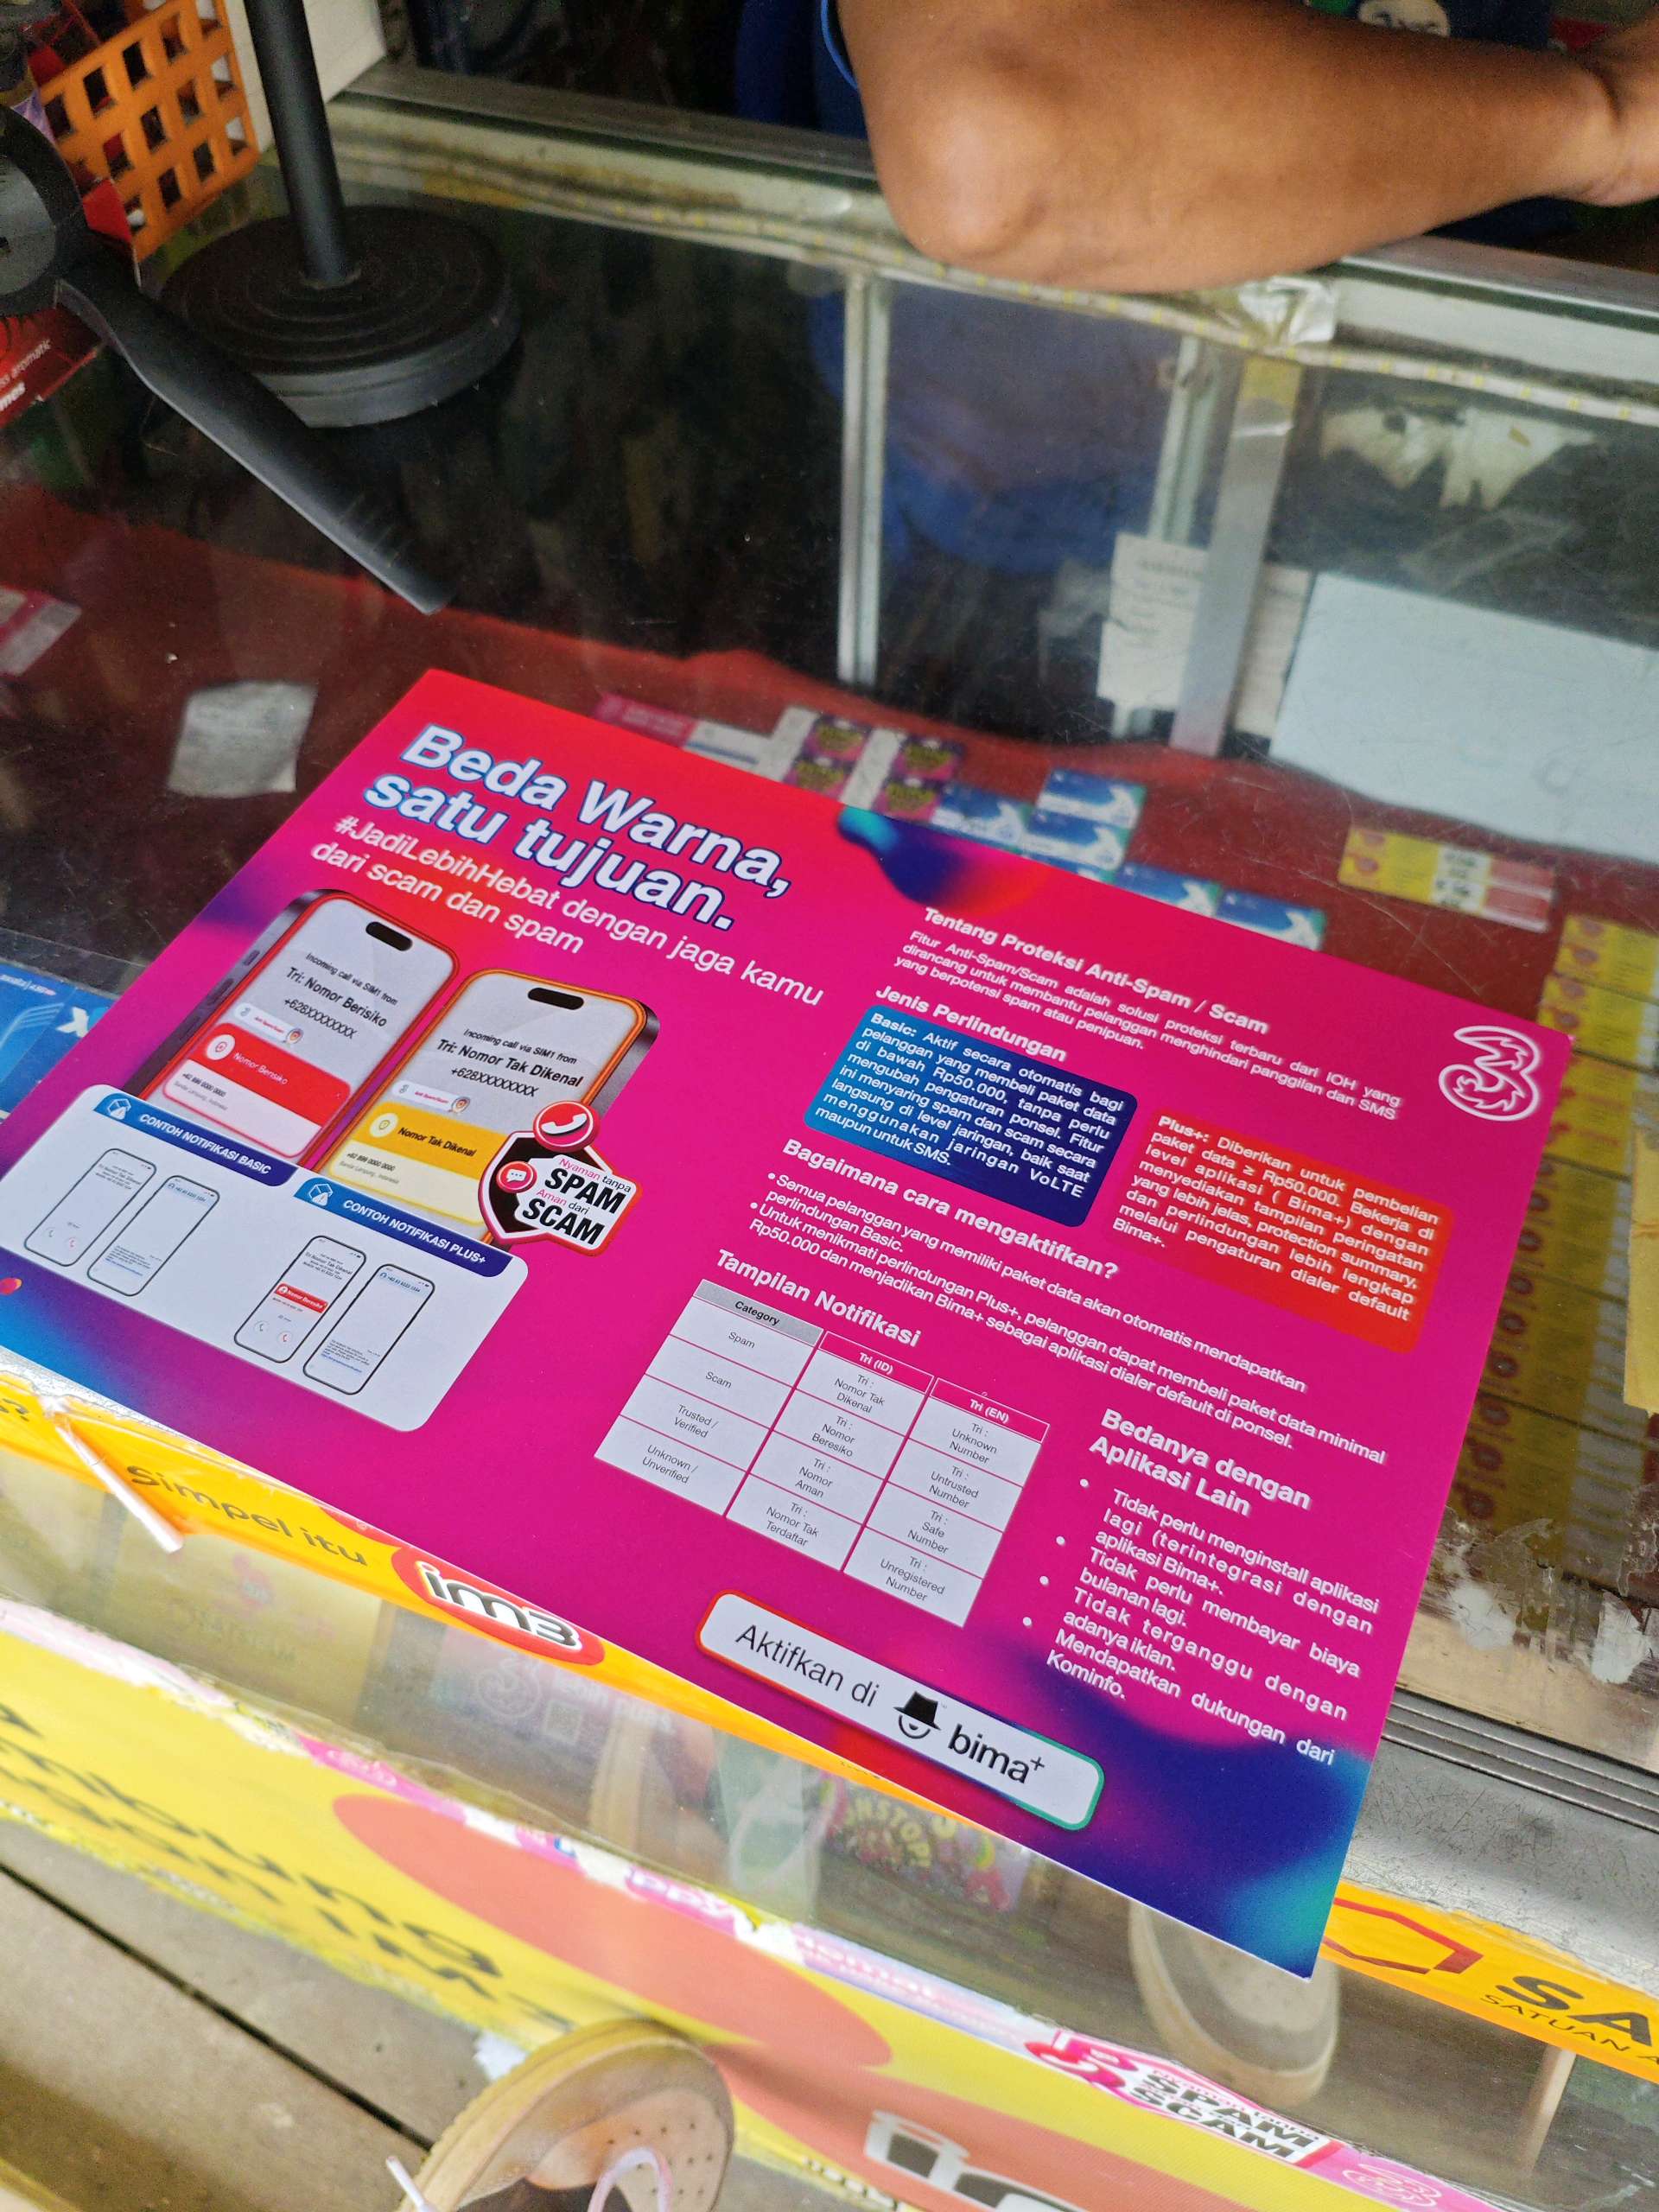 Beda Warna,
satu tujuan.
#JadiLebihHebat dengan jaga kamu
dari scam dan spam
Incoming call via SIM1 from
Tri: Nomor Berisiko
+628XXXXXXXXX
Nomor Berisiko
Incoming call via SIM1 from
Tri: Nomor Tak Dikenal
+628XXXXXXXXX
Nomor Tak Dikenal
+62 899 0000 0000
Nyaman tanpa
SPAM
Aman dari
SCAM
CONTOH NOTIFIKASI BASIC
CONTOH NOTIFIKASI PLUS+
3
Tentang Proteksi Anti-Spam / Scam
Fitur Anti-Spam/Scam adalah solusi proteksi terbaru dari IOH yang
dirancang untuk membantu pelanggan menghindari panggilan dan SMS
yang berpotensi spam atau penipuan.
Jenis Perlindungan
Basic: Aktif secara otomatis bagi
pelanggan yang membeli paket data
di bawah Rp50.000, tanpa perlu
mengubah pengaturan ponsel. Fitur
ini menyaring spam dan scam secara
langsung di level jaringan, baik saat
menggunakan jaringan VoLTE
maupun untuk SMS.
Plus+: Diberikan untuk pembelian
paket data ≥ Rp50.000. Bekerja di
level aplikasi ( Bima+) dengan
menyediakan tampilan peringatan
yang lebih jelas, protection summary,
dan perlindungan lebih lengkap
melalui pengaturan dialer default
Bima+.
Bagaimana cara mengaktifkan?
• Semua pelanggan yang memiliki paket data akan otomatis mendapatkan
perlindungan Basic.
• Untuk menikmati perlindungan Plus+, pelanggan dapat membeli paket data minimal
Rp50.000 dan menjadikan Bima+ sebagai aplikasi dialer default di ponsel.
Tampilan Notifikasi
Category
Tri (ID)
Tri (EN)
Spam
Tri :
Nomor Tak
Dikenal
Tri :
Unknown
Number
Scam
Tri :
Nomor
Beresiko
Tri :
Untrusted
Number
Trusted /
Verified
Tri :
Nomor
Aman
Tri :
Safe
Number
Unknown /
Unverified
Tri :
Nomor Tak
Terdaftar
Tri :
Unregistered
Number
Bedanya dengan
Aplikasi Lain
• Tidak perlu menginstall aplikasi
lagi (terintegrasi dengan
aplikasi Bima+.
• Tidak perlu membayar biaya
bulanan lagi.
• Tidak terganggu dengan
adanya iklan.
• Mendapatkan dukungan dari
Kominfo.
Aktifkan di bima+
Simpel itu
im3
SA
SATUAN
SPAM
SCAM